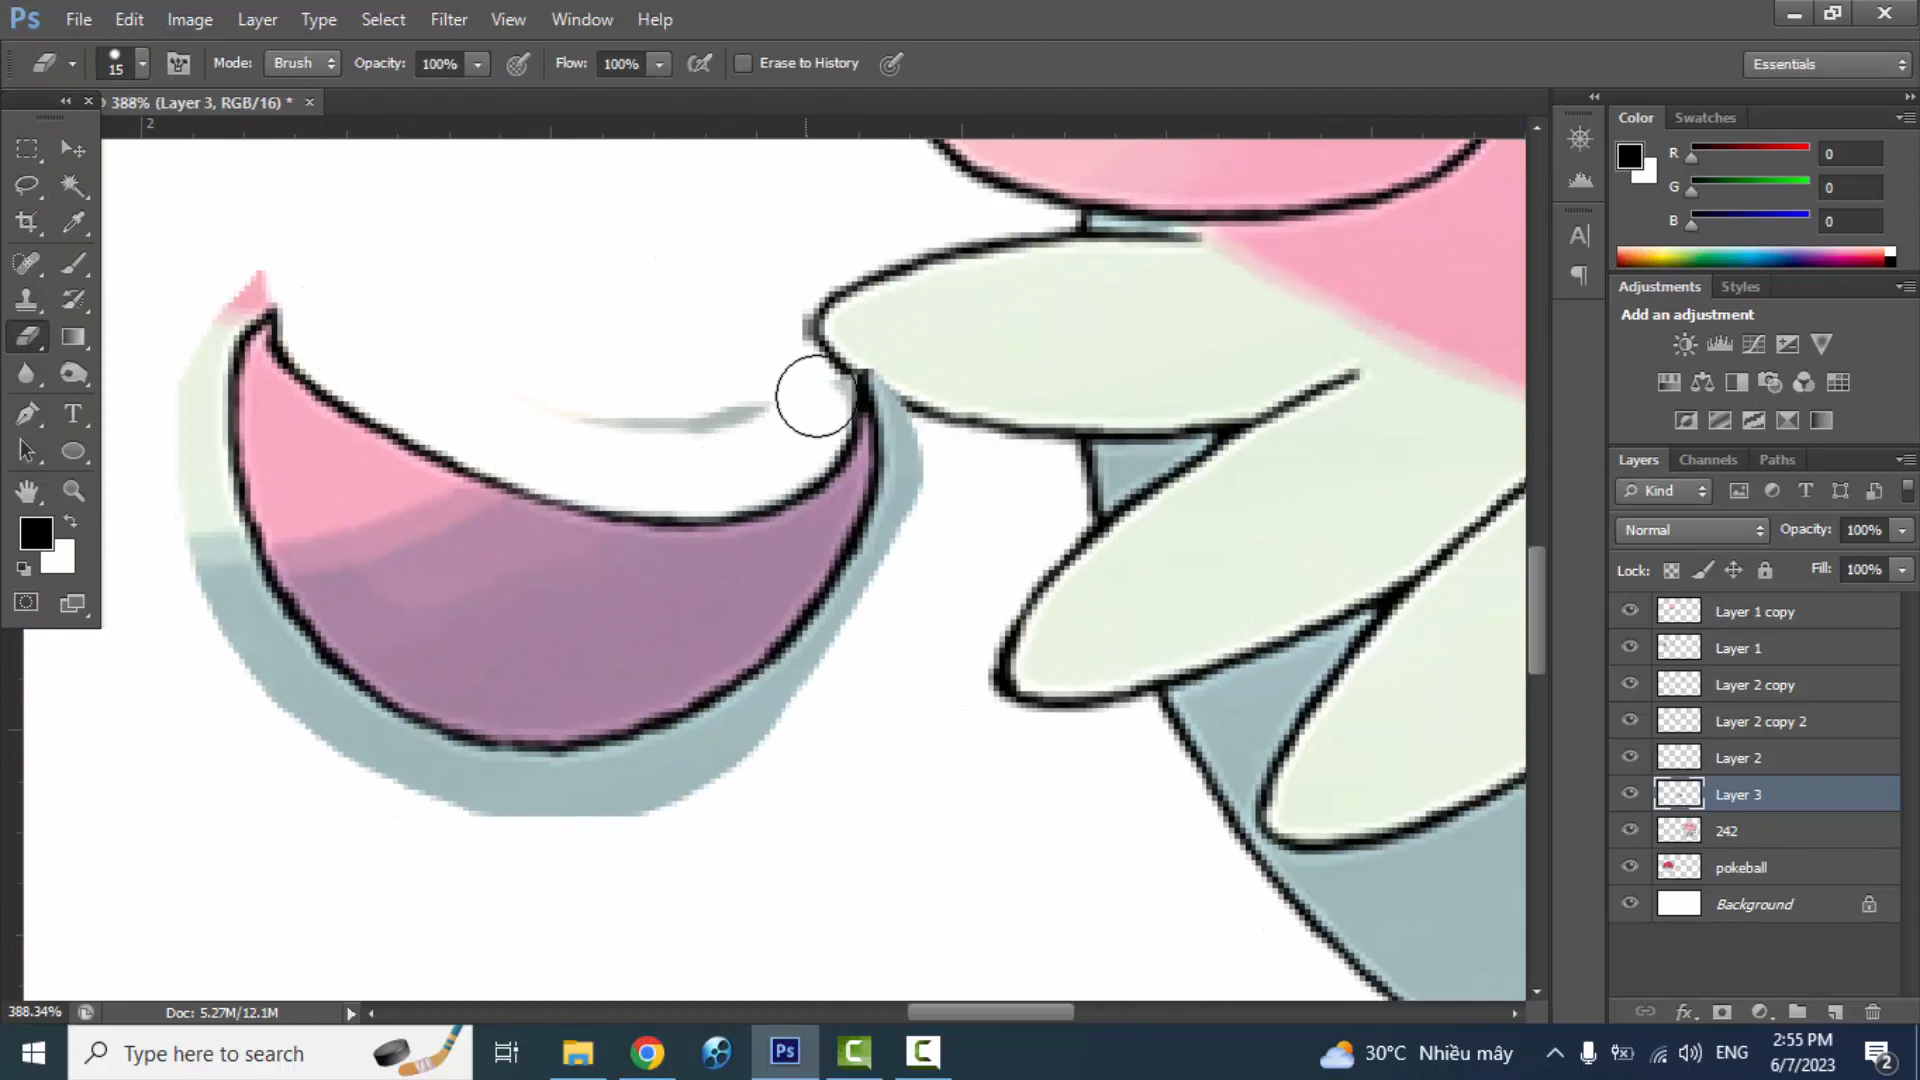 Ps File Edit Image Layer Type Select Filter View Window Help
15 Mode: Brush Opacity: 100% Flow: 100% Erase to History Essentials
388% (Layer 3, RGB/16) *
2
Color Swatches
R 0
G 0
B 0
Adjustments Styles
Add an adjustment
Layers Channels Paths
Kind
Normal Opacity: 100%
Lock: Fill: 100%
Layer 1 copy
Layer 1
Layer 2 copy
Layer 2 copy 2
Layer 2
Layer 3
242
pokeball
Background
388.34% Doc: 5.27M/12.1M
Type here to search
Ps
30°C Nhiều mây
ENG
2:55 PM
6/7/2023
2